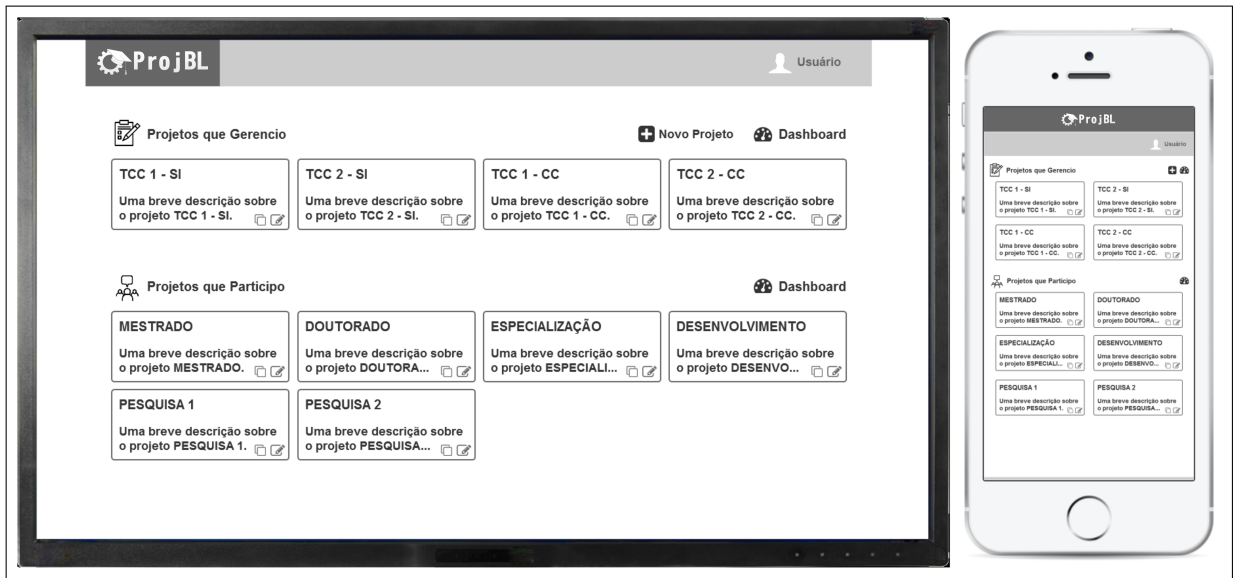 ProjBL
Usuário
Projetos que Gerencio
Novo Projeto
Dashboard
TCC 1 - SI
Uma breve descrição sobre
o projeto TCC 1 - SI.
TCC 2 - SI
Uma breve descrição sobre
o projeto TCC 2 - SI.
TCC 1 - CC
Uma breve descrição sobre
o projeto TCC 1 - CC.
TCC 2 - CC
Uma breve descrição sobre
o projeto TCC 2 - CC.
Projetos que Participo
Dashboard
MESTRADO
Uma breve descrição sobre
o projeto MESTRADO.
DOUTORADO
Uma breve descrição sobre
o projeto DOUTORA...
ESPECIALIZAÇÃO
Uma breve descrição sobre
o projeto ESPECIALI...
DESENVOLVIMENTO
Uma breve descrição sobre
o projeto DESENVO...
PESQUISA 1
Uma breve descrição sobre
o projeto PESQUISA 1.
PESQUISA 2
Uma breve descrição sobre
o projeto PESQUISA...
ProjBL
Usuário
Projetos que Gerencio
TCC 1 - SI
Uma breve descrição sobre
o projeto TCC 1 - SI.
TCC 2 - SI
Uma breve descrição sobre
o projeto TCC 2 - SI.
TCC 1 - CC
Uma breve descrição sobre
o projeto TCC 1 - CC.
TCC 2 - CC
Uma breve descrição sobre
o projeto TCC 2 - CC.
Projetos que Participo
MESTRADO
Uma breve descrição sobre
o projeto MESTRADO.
DOUTORADO
Uma breve descrição sobre
o projeto DOUTORA...
ESPECIALIZAÇÃO
Uma breve descrição sobre
o projeto ESPECIALI...
DESENVOLVIMENTO
Uma breve descrição sobre
o projeto DESENVO...
PESQUISA 1
Uma breve descrição sobre
o projeto PESQUISA 1.
PESQUISA 2
Uma breve descrição sobre
o projeto PESQUISA...